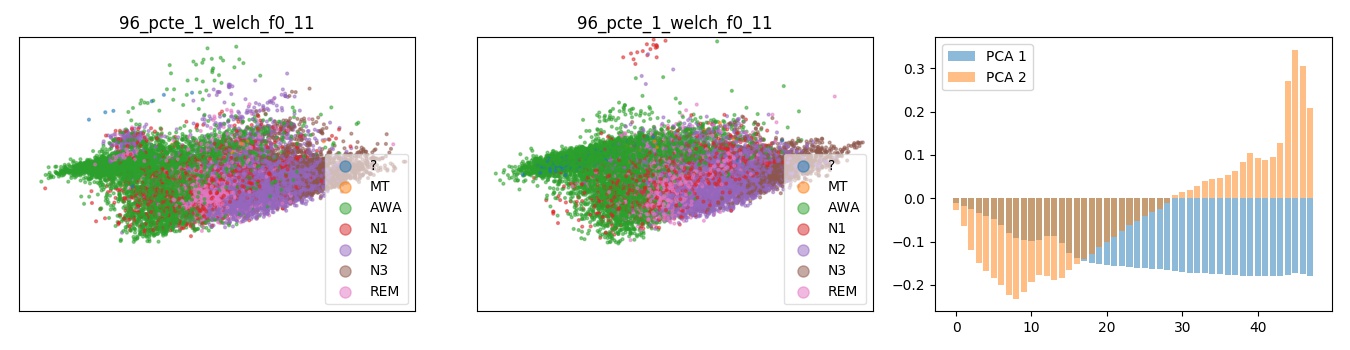 96_pcte_1_welch_f0_11
?
MT
AWA
N1
N2
N3
REM
96_pcte_1_welch_f0_11
?
MT
AWA
N1
N2
N3
REM
PCA 1
PCA 2
0.3
0.2
0.1
0.0
−0.1
−0.2
0 10 20 30 40